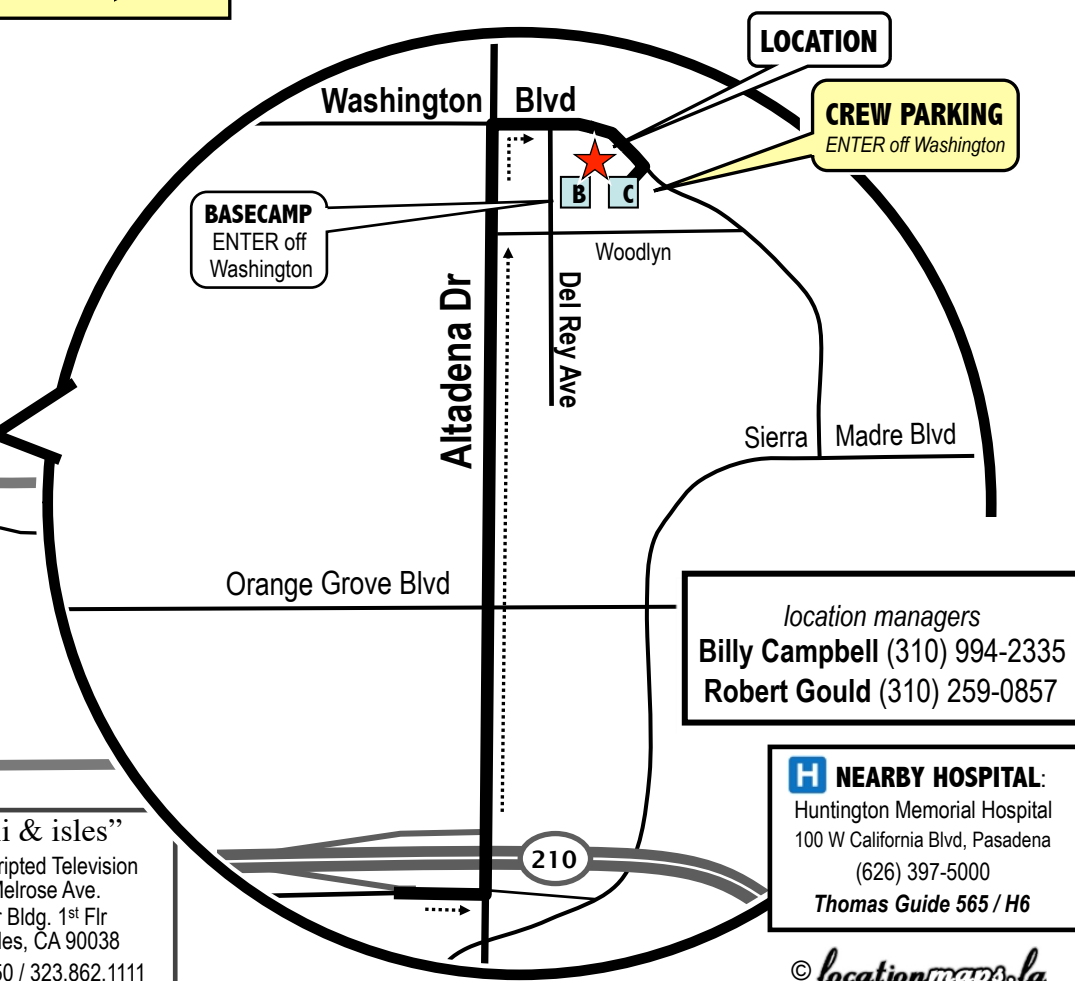 LOCATION
Washington Blvd
CREW PARKING
ENTER off Washington
B C
BASECAMP
ENTER off
Washington
Woodlyn
Altadena Dr
Del Rey Ave
Sierra Madre Blvd
Orange Grove Blvd
location managers
Billy Campbell (310) 994-2335
Robert Gould (310) 259-0857
H NEARBY HOSPITAL:
Huntington Memorial Hospital
100 W California Blvd, Pasadena
(626) 397-5000
Thomas Guide 565 / H6
210
i & isles”
ripted Television
Melrose Ave.
Bldg. 1st Flr
les, CA 90038
50 / 323.862.1111
© locationmaps.la